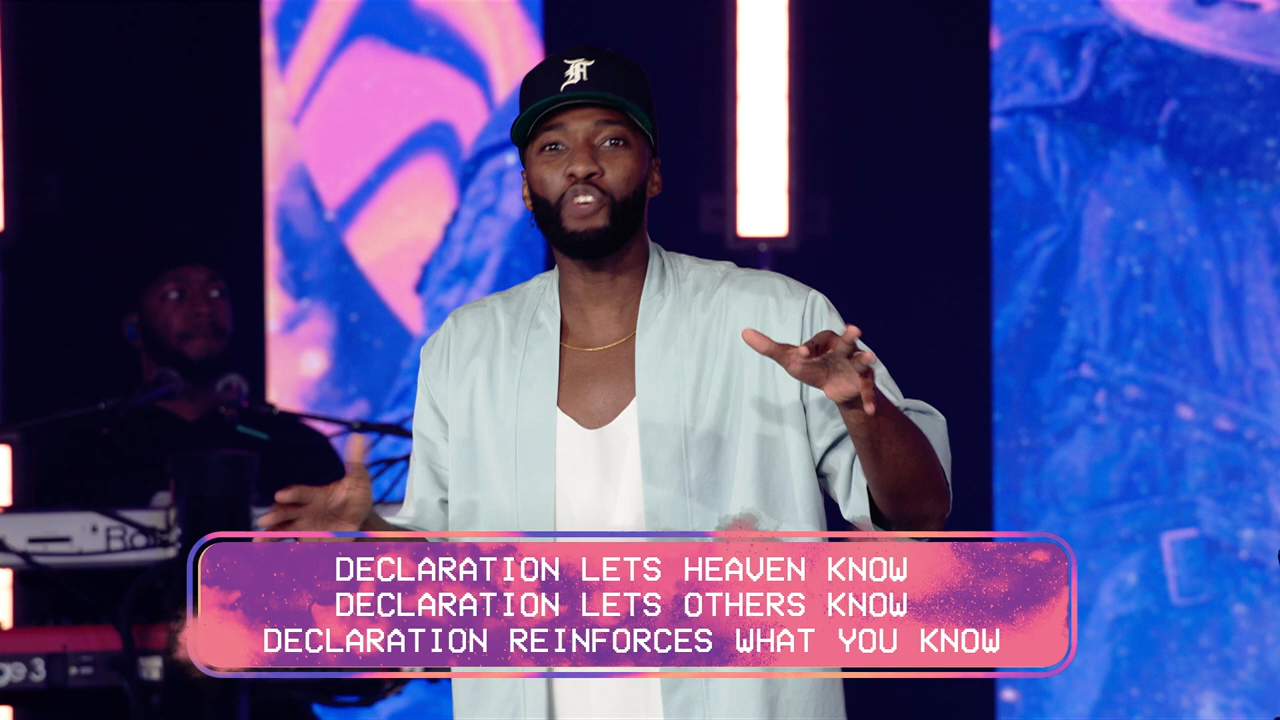 DECLARATION LETS HEAVEN KNOW
DECLARATION LETS OTHERS KNOW
DECLARATION REINFORCES WHAT YOU KNOW